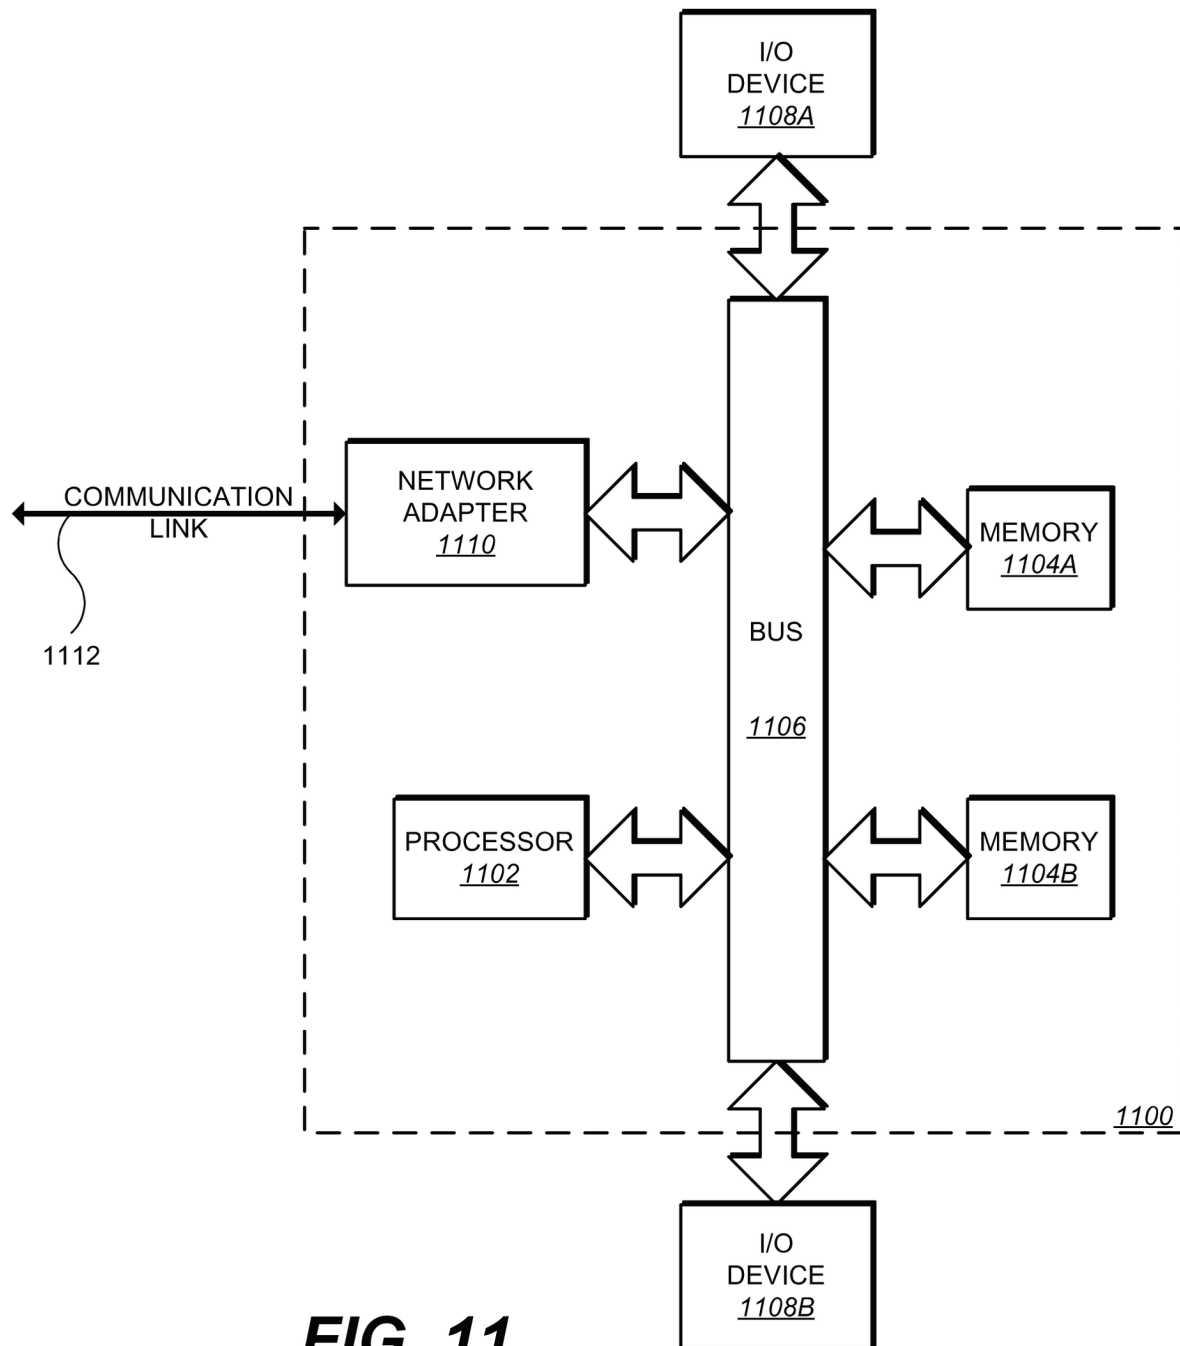 I/O
DEVICE
1108A
COMMUNICATION
LINK
1112
NETWORK
ADAPTER
1110
MEMORY
1104A
BUS
1106
PROCESSOR
1102
MEMORY
1104B
1100
I/O
DEVICE
1108B
FIG. 11